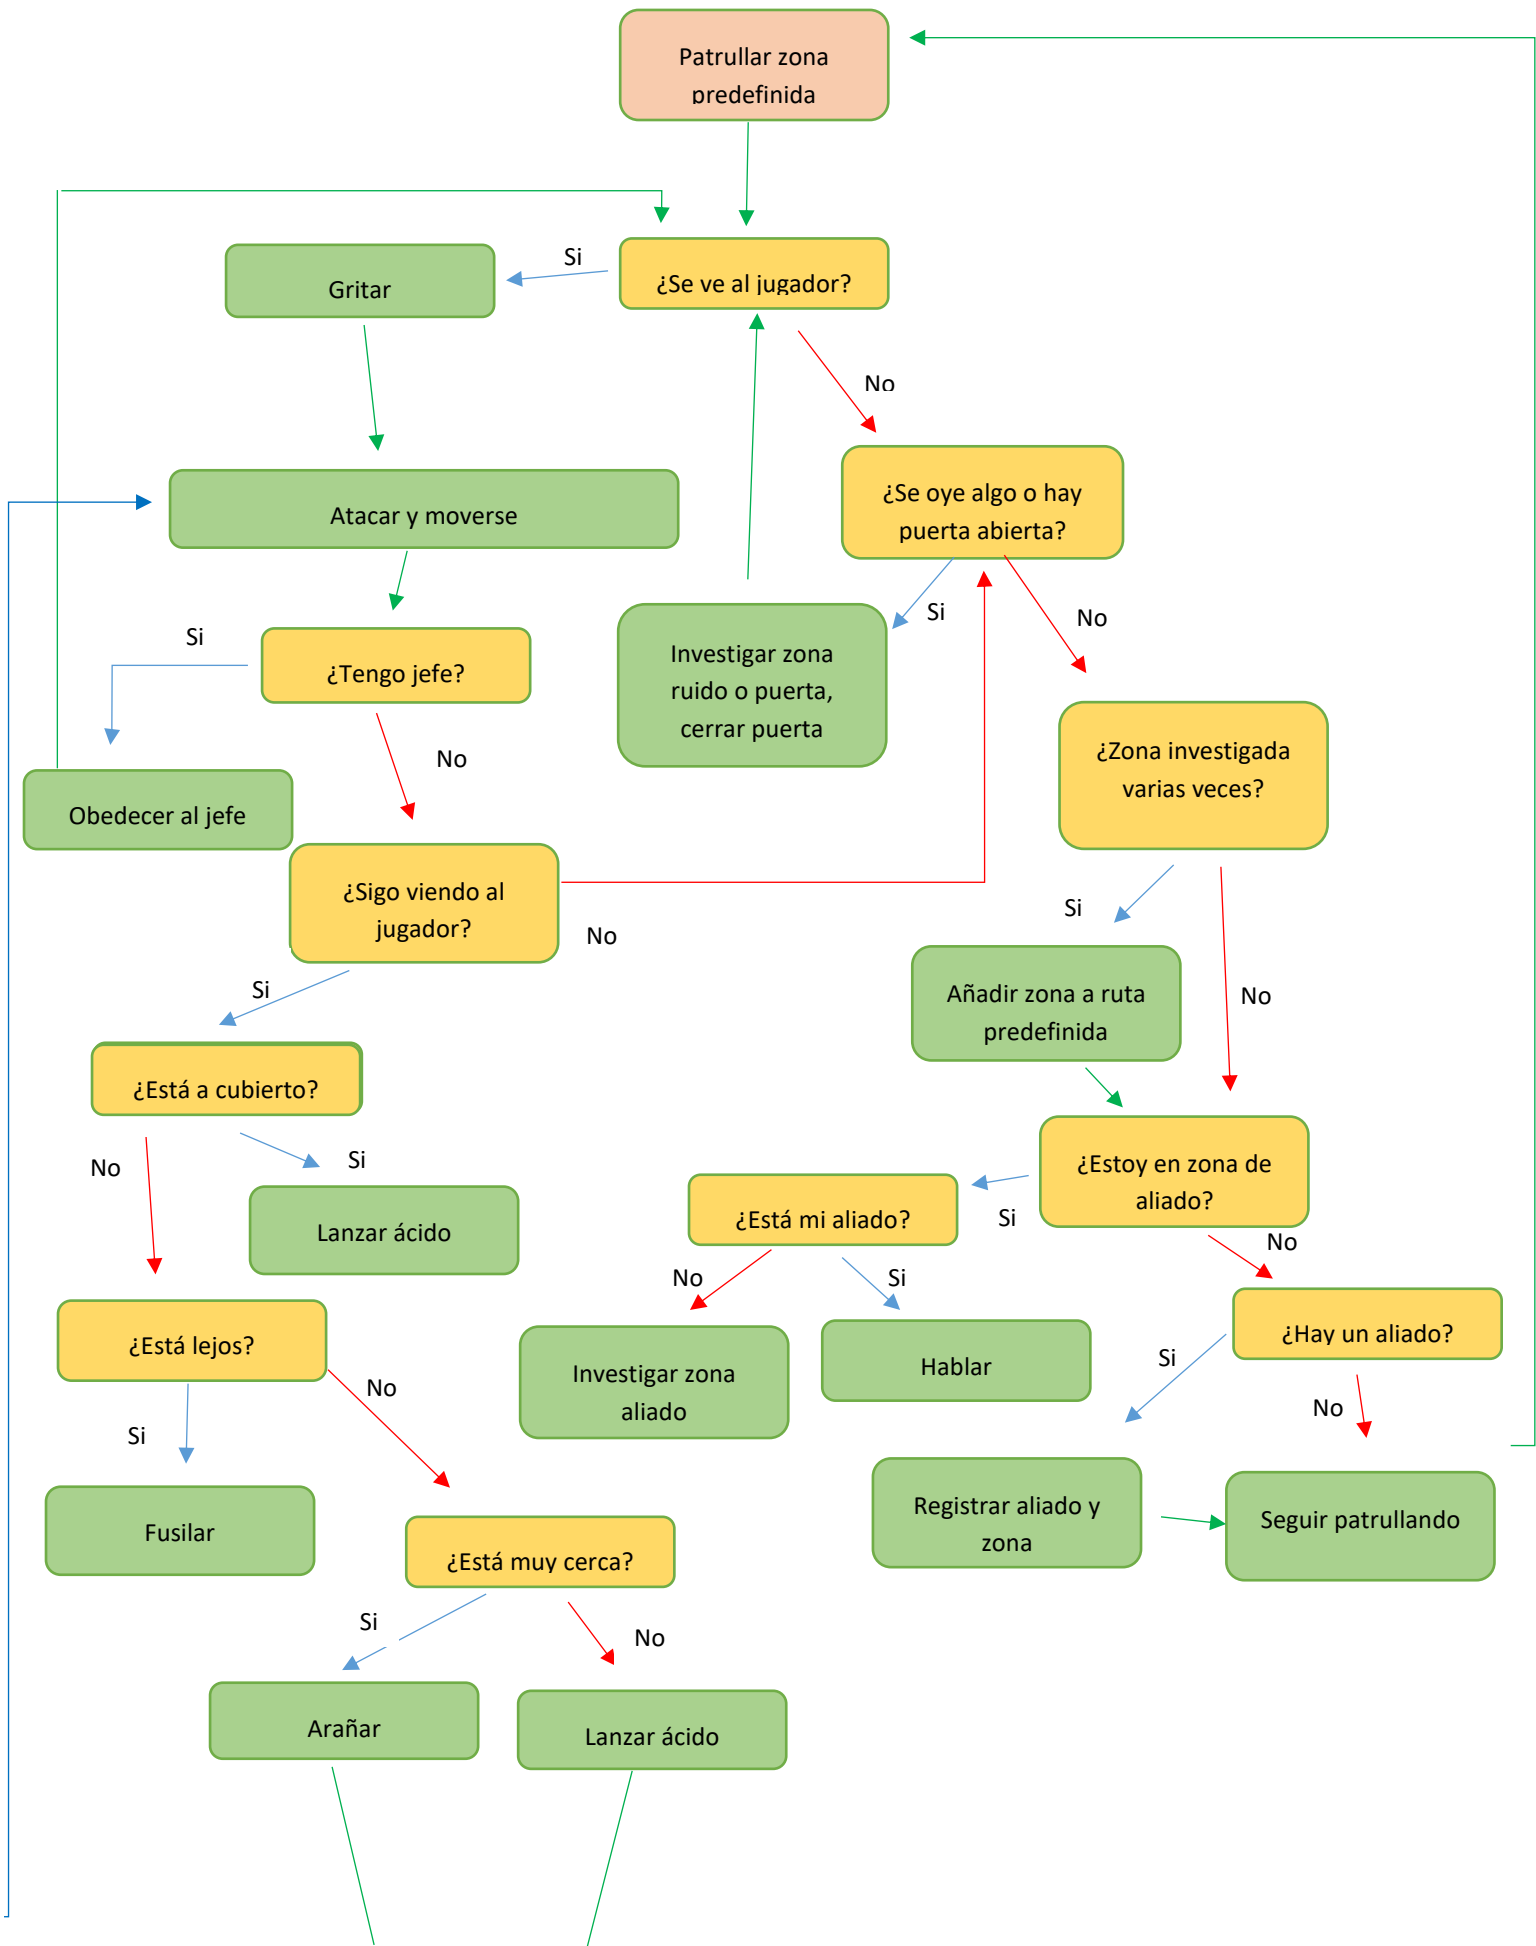 Patrullar zona
predefinida
Si
¿Se ve al jugador?
Gritar
No
¿Se oye algo o hay
puerta abierta?
Atacar y moverse
Si
No
Si
¿Tengo jefe?
Investigar zona
ruido o puerta,
cerrar puerta
No
¿Zona investigada
varias veces?
Obedecer al jefe
¿Sigo viendo al
jugador?
No
Si
Si
Añadir zona a ruta
predefinida
No
¿Está a cubierto?
No
Si
¿Estoy en zona de
aliado?
Si
¿Está mi aliado?
Lanzar ácido
No
No
Si
¿Está lejos?
¿Hay un aliado?
Investigar zona
aliado
Hablar
Si
No
No
Si
Fusilar
Registrar aliado y
zona
Seguir patrullando
¿Está muy cerca?
Si
No
Arañar
Lanzar ácido